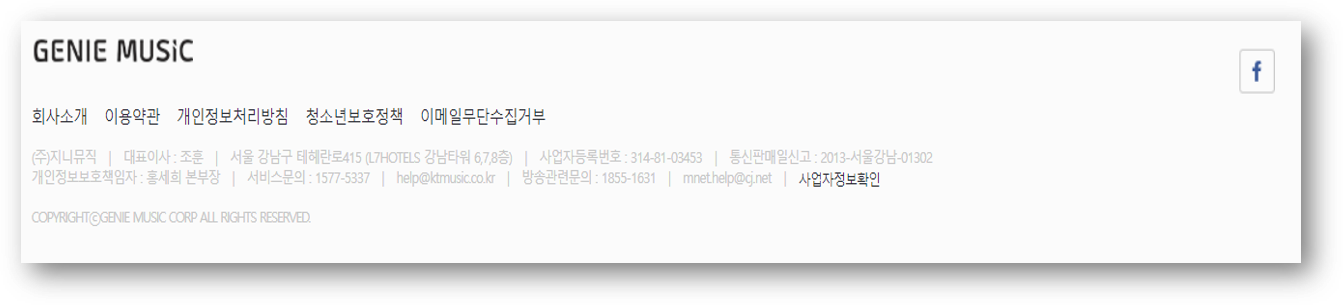 GENIE MUSiC
f
회사소개 이용약관 개인정보처리방침 청소년보호정책 이메일무단수집거부
(주)지니뮤직 | 대표이사 : 조훈 | 서울 강남구 테헤란로415 (L7HOTELS 강남타워 6,7,8층) | 사업자등록번호 : 314-81-03453 | 통신판매일신고 : 2013-서울강남-01302
개인정보보호책임자 : 홍세희 본부장 | 서비스문의 : 1577-5337 | help@ktmusic.co.kr | 방송관련문의 : 1855-1631 | mnet.help@cj.net | 사업자정보확인
COPYRIGHTⓒGENIE MUSIC CORP ALL RIGHTS RESERVED.